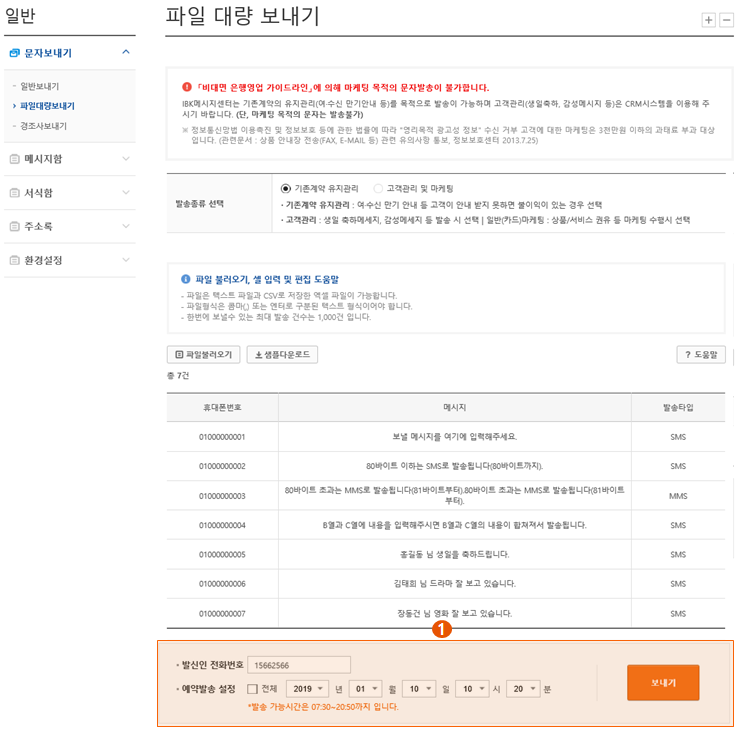 일반
문자보내기
- 일반보내기
› 파일대량보내기
- 경조사보내기
메시지함
서식함
주소록
환경설정
파일 대량 보내기
「비대면 은행영업 가이드라인」에 의해 마케팅 목적의 문자발송이 불가합니다.
IBK메시지센터는 기존계약의 유지관리(여·수신 만기안내 등)를 목적으로 발송이 가능하며 고객관리(생일축하, 감성메시지 등)은 CRM시스템을 이용해 주
시기 바랍니다. (단, 마케팅 목적의 문자는 발송불가)
※ 정보통신망법 이용촉진 및 정보보호 등에 관한 법률에 따라 "영리목적 광고성 정보" 수신 거부 고객에 대한 마케팅은 3천만원 이하의 과태료 부과 대상
입니다. (관련문서 : 상품 안내장 전송(FAX, E-MAIL 등) 관련 유의사항 통보, 정보보호센터 2013.7.25)
발송종류 선택
기존계약 유지관리 고객관리 및 마케팅
· 기존계약 유지관리 : 여·수신 만기 안내 등 고객이 안내 받지 못하면 불이익이 있는 경우 선택
· 고객관리 : 생일 축하메세지, 감성메세지 등 발송 시 선택 | 일반(카드)마케팅 : 상품/서비스 권유 등 마케팅 수행시 선택
파일 불러오기, 셀 입력 및 편집 도움말
- 파일은 텍스트 파일과 CSV로 저장한 엑셀 파일이 가능합니다.
- 파일형식은 콤마(,) 또는 엔터로 구분된 텍스트 형식이어야 합니다.
- 한번에 보낼수 있는 최대 발송 건수는 1,000건 입니다.
파일불러오기 샘플다운로드 ? 도움말
총 7건
휴대폰번호 메시지 발송타입
01000000001 보낼 메시지를 여기에 입력해주세요. SMS
01000000002 80바이트 이하는 SMS로 발송됩니다(80바이트까지). SMS
01000000003 80바이트 초과는 MMS로 발송됩니다(81바이트부터).80바이트 초과는 MMS로 발송됩니다(81바이트
부터). MMS
01000000004 B열과 C열에 내용을 입력해주시면 B열과 C열의 내용이 합쳐져서 발송됩니다. SMS
01000000005 홍길동 님 생일을 축하드립니다. SMS
01000000006 김태희 님 드라마 잘 보고 있습니다. SMS
01000000007 장동건 님 영화 잘 보고 있습니다. SMS
1
발신인 전화번호 15662566
예약발송 설정 전체 2019 년 01 월 10 일 10 시 20 분
*발송 가능시간은 07:30~20:50까지 입니다.
보내기